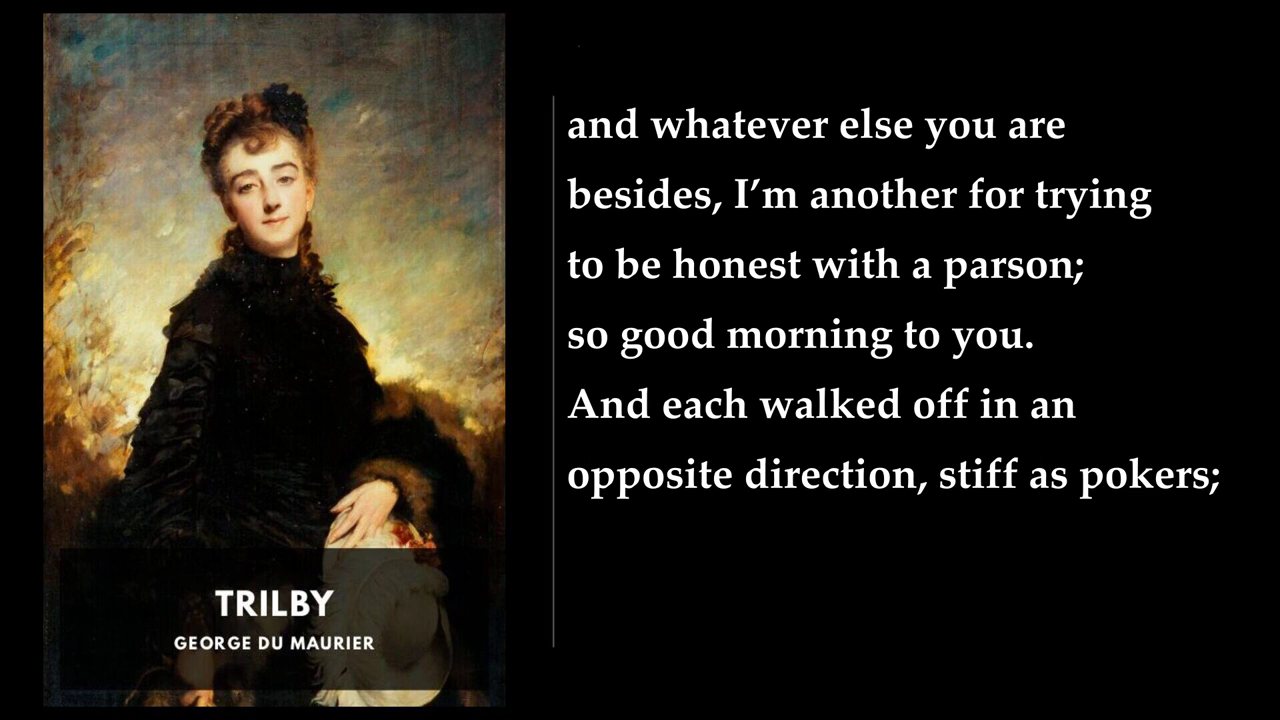 TRILBY
GEORGE DU MAURIER
and whatever else you are
besides, I’m another for trying
to be honest with a parson;
so good morning to you.
And each walked off in an
opposite direction, stiff as pokers;